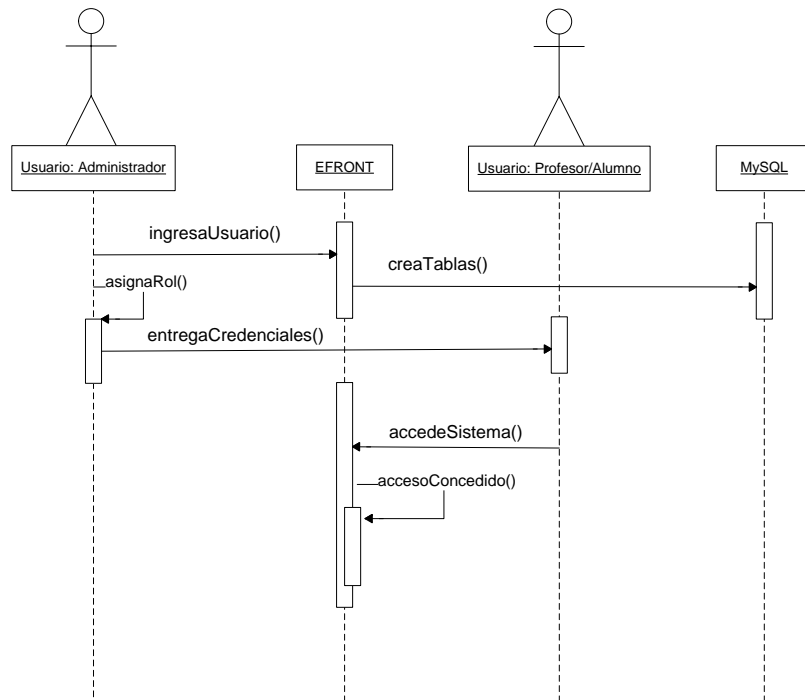 Usuario: Administrador
EFRONT
Usuario: Profesor/Alumno
MySQL
ingresaUsuario()
creaTablas()
asignaRol()
entregaCredenciales()
accedeSistema()
accesoConcedido()